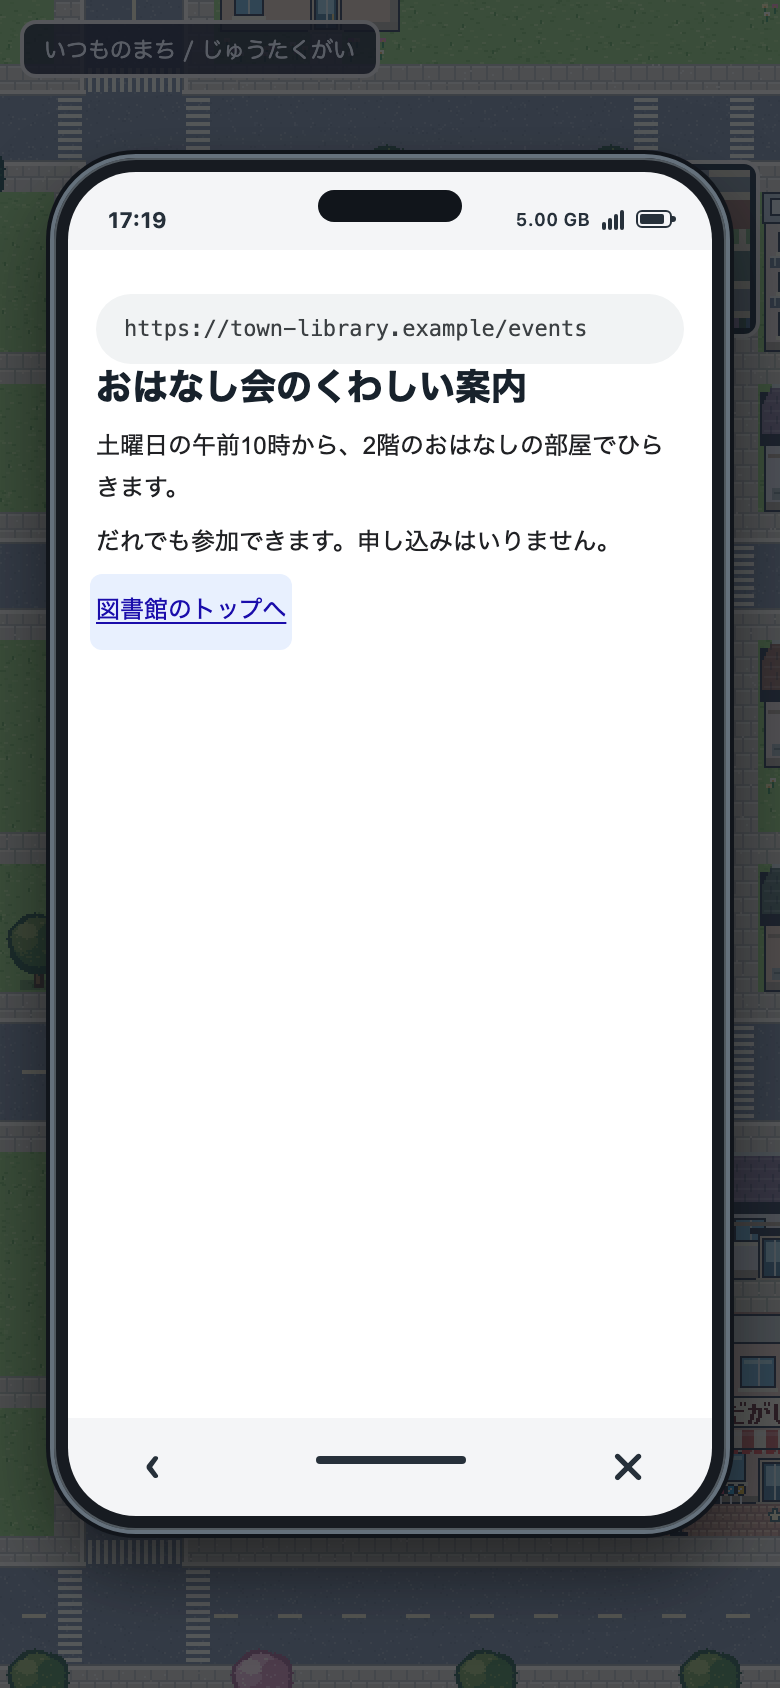 いつものまち / じゅうたくがい
17:19
5.00 GB
https://town-library.example/events
おはなし会のくわしい案内
土曜日の午前10時から、2階のおはなしの部屋でひら
きます。
だれでも参加できます。申し込みはいりません。
図書館のトップへ
だがし